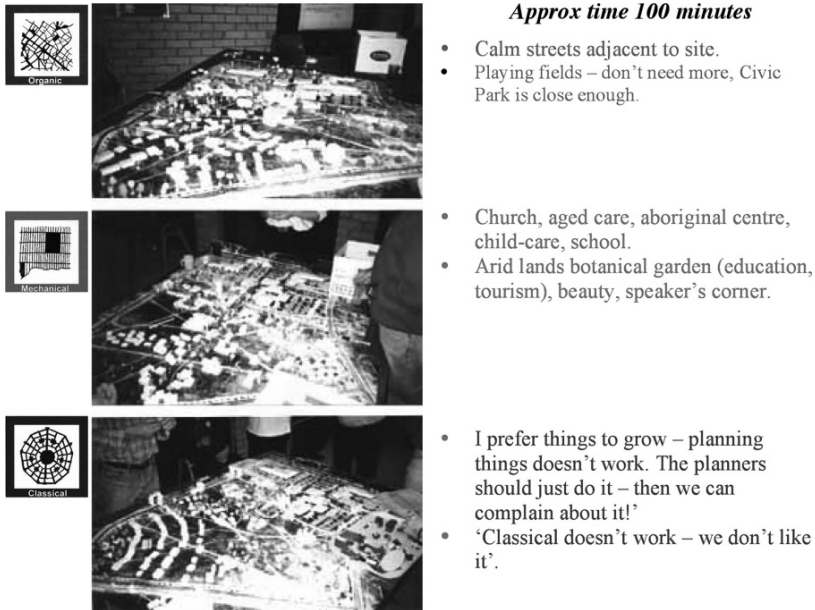 Approx time 100 minutes
Organic
• Calm streets adjacent to site.
• Playing fields – don’t need more, Civic
Park is close enough.
Mechanical
• Church, aged care, aboriginal centre,
child-care, school.
• Arid lands botanical garden (education,
tourism), beauty, speaker’s corner.
Classical
• I prefer things to grow – planning
things doesn’t work. The planners
should just do it – then we can
complain about it!’
• ‘Classical doesn’t work – we don’t like
it’.